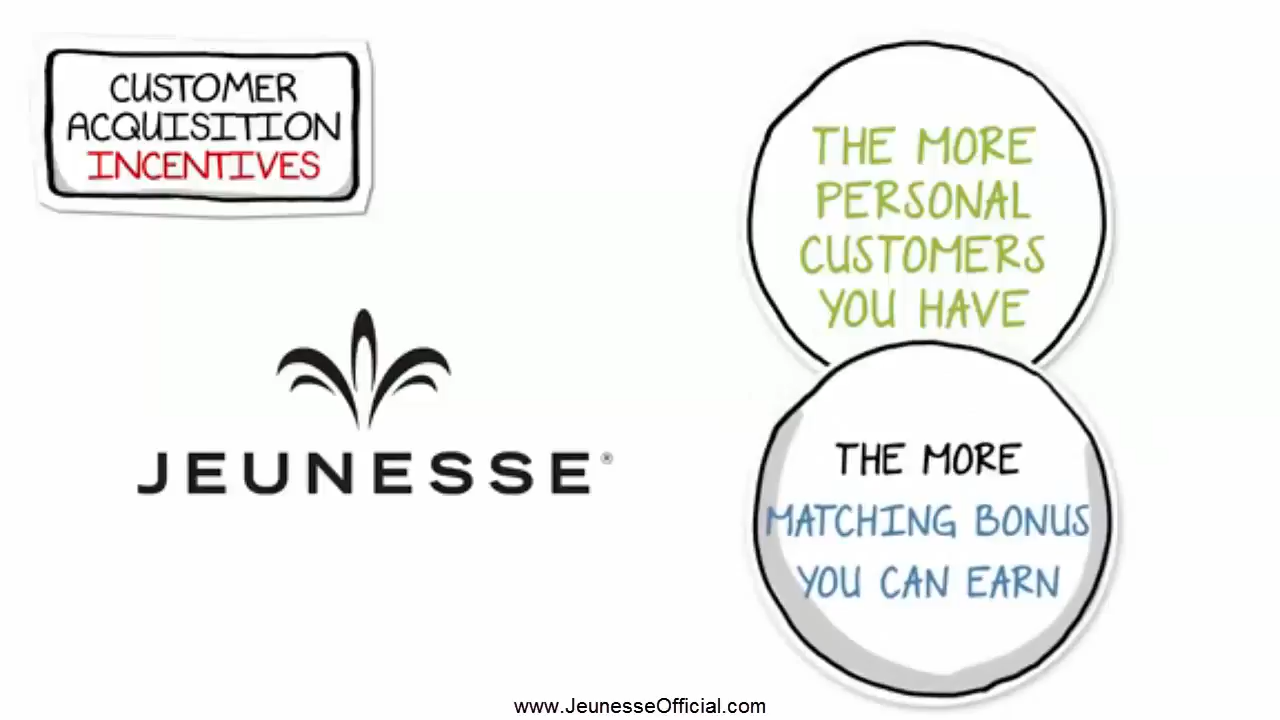 CUSTOMER
ACQUISITION
INCENTIVES
JEUNESSE®
THE MORE
PERSONAL
CUSTOMERS
YOU HAVE
THE MORE
MATCHING BONUS
YOU CAN EARN
www.JeunesseOfficial.com